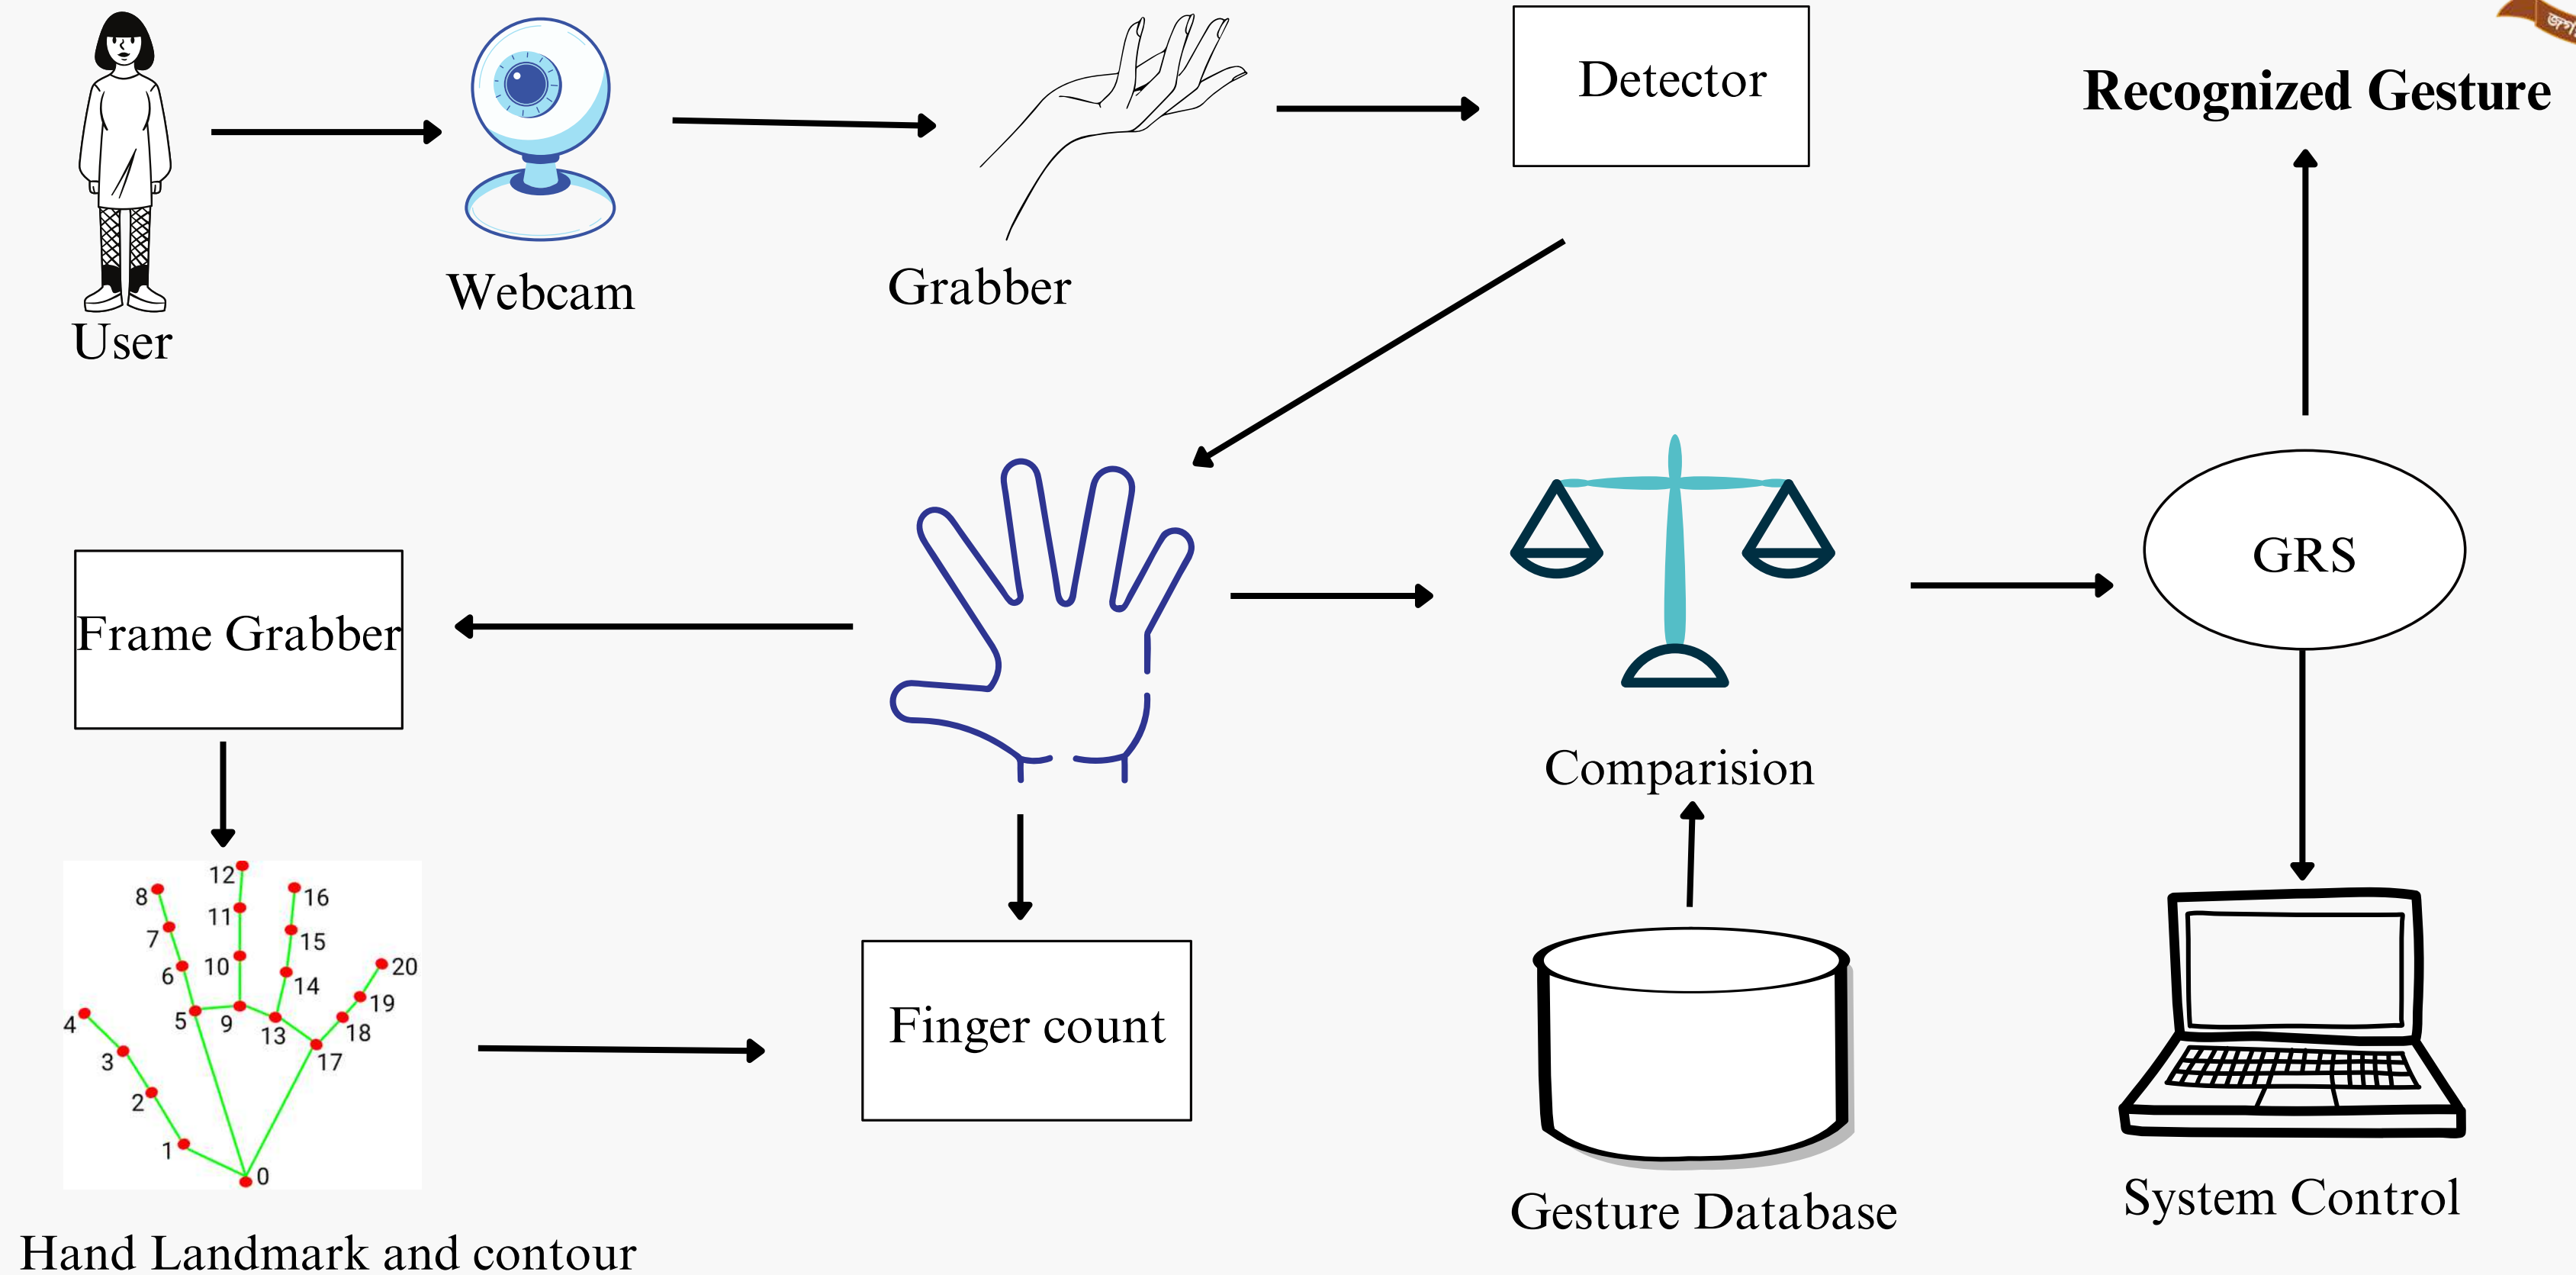 Detector
Recognized Gesture
Webcam
Grabber
User
GRS
Frame Grabber
Comparision
12
8
16
11
7
15
6
10
20
14
19
4
5
9
13
18
3
17
2
1
0
Finger count
Hand Landmark and contour
Gesture Database
System Control